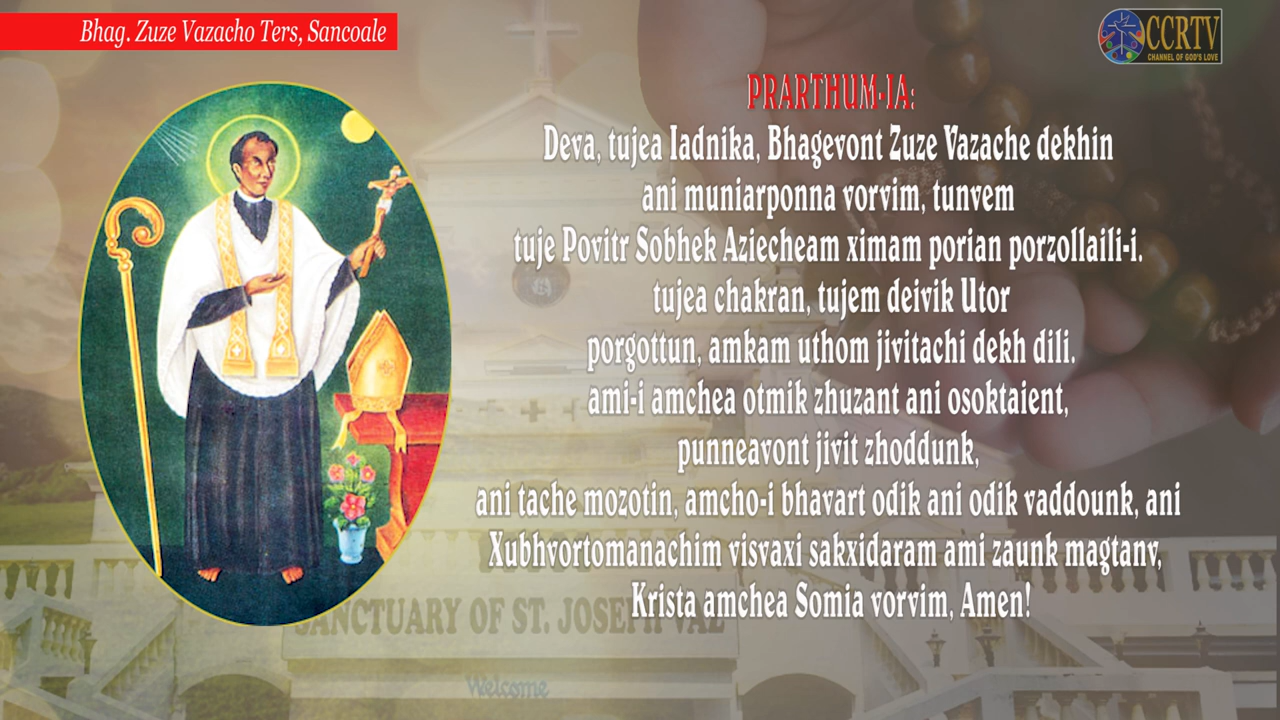 Bhag. Zuze Vazacho Ters, Sancoale
CCRTV
CHANNEL OF GOD'S LOVE
PRARTHUM-IA:
Deva, tujea Iadnika, Bhagevont Zuze Vazache dekhin
ani muniarponna vorvim, tunvem
tuje Povitr Sobhek Aziecheam ximam porian porzollaili-i.
tujea chakran, tujem deivik Utor
porgottun, amkam uthom jivitachi dekh dili.
ami-i amchea otmik zhuzant ani osoktaient,
punneavont jivit zhoddunk,
ani tache mozotin, amcho-i bhavart odik ani odik vaddounk, ani
Xubhvortomanachim visvaxi sakxidaram ami zaunk magtanv,
Krista amchea Somia vorvim, Amen!
SANCTUARY OF ST. JOSEPH VAZ
Welcome